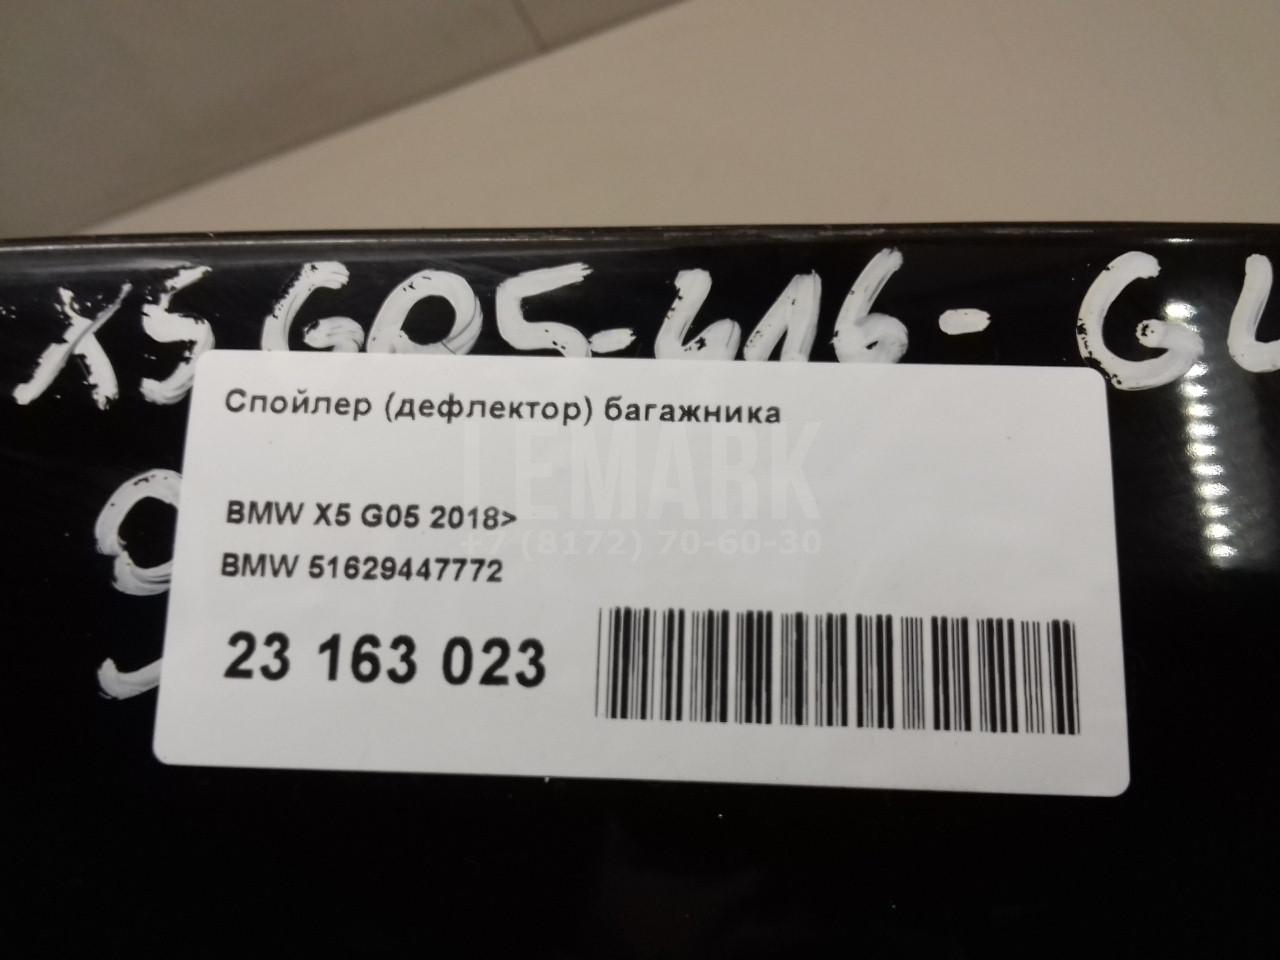 X5 G05-416-
Спойлер (дефлектор) багажника
LEMARK
+7 (8172) 70-60-30
BMW X5 G05 2018>
BMW 51629447772
23 163 023